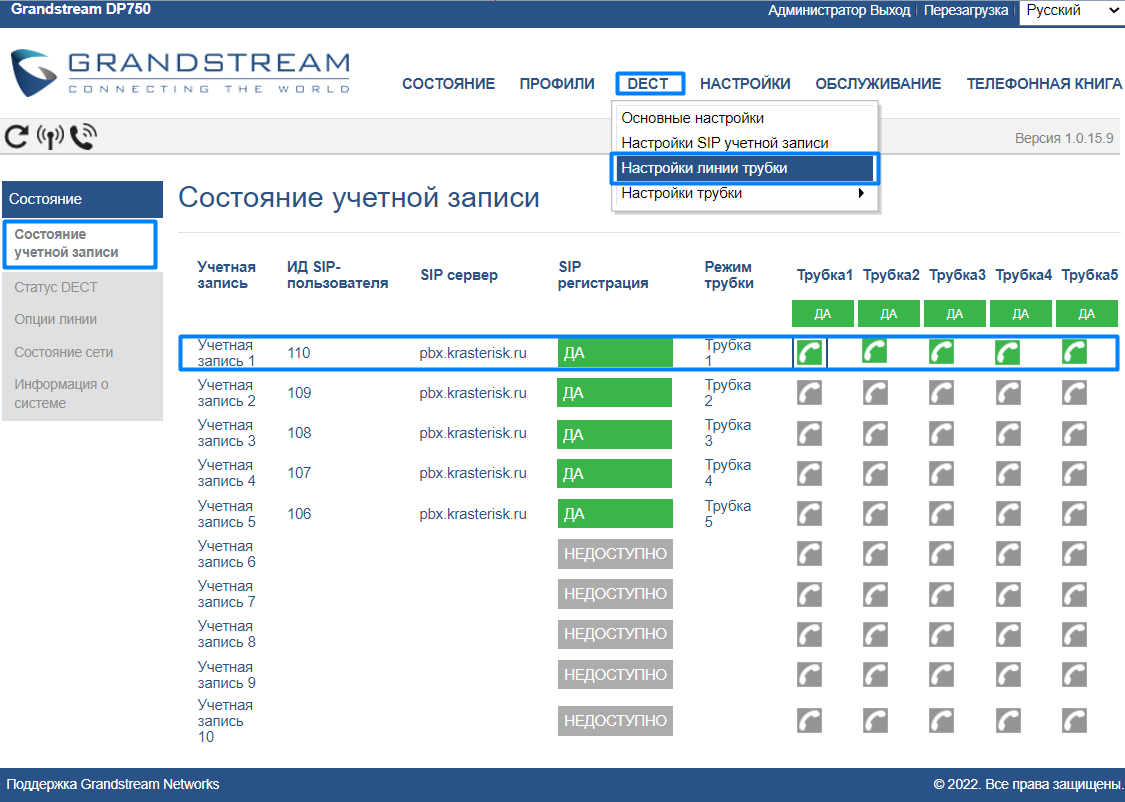 Grandstream DP750
Администратор Выход Перезагрузка Русский
GRANDSTREAM
CONNECTING THE WORLD
СОСТОЯНИЕ ПРОФИЛИ DECT НАСТРОЙКИ ОБСЛУЖИВАНИЕ ТЕЛЕФОННАЯ КНИГА
Основные настройки
Настройки SIP учетной записи
Настройки линии трубки
Настройки трубки
Версия 1.0.15.9
Состояние
Состояние
учетной записи
Статус DECT
Опции линии
Состояние сети
Информация о
системе
Состояние учетной записи
Учетная
запись
ИД SIP-
пользователя
SIP сервер
SIP
регистрация
Режим
трубки
Трубка1 Трубка2 Трубка3 Трубка4 Трубка5
ДА ДА ДА ДА ДА
Учетная
запись 1
110
pbx.krasterisk.ru
ДА
Трубка
1
Учетная
запись 2
109
pbx.krasterisk.ru
ДА
Трубка
2
Учетная
запись 3
108
pbx.krasterisk.ru
ДА
Трубка
3
Учетная
запись 4
107
pbx.krasterisk.ru
ДА
Трубка
4
Учетная
запись 5
106
pbx.krasterisk.ru
ДА
Трубка
5
Учетная
запись 6
НЕДОСТУПНО
Учетная
запись 7
НЕДОСТУПНО
Учетная
запись 8
НЕДОСТУПНО
Учетная
запись 9
НЕДОСТУПНО
Учетная
запись
10
НЕДОСТУПНО
Поддержка Grandstream Networks
© 2022. Все права защищены.